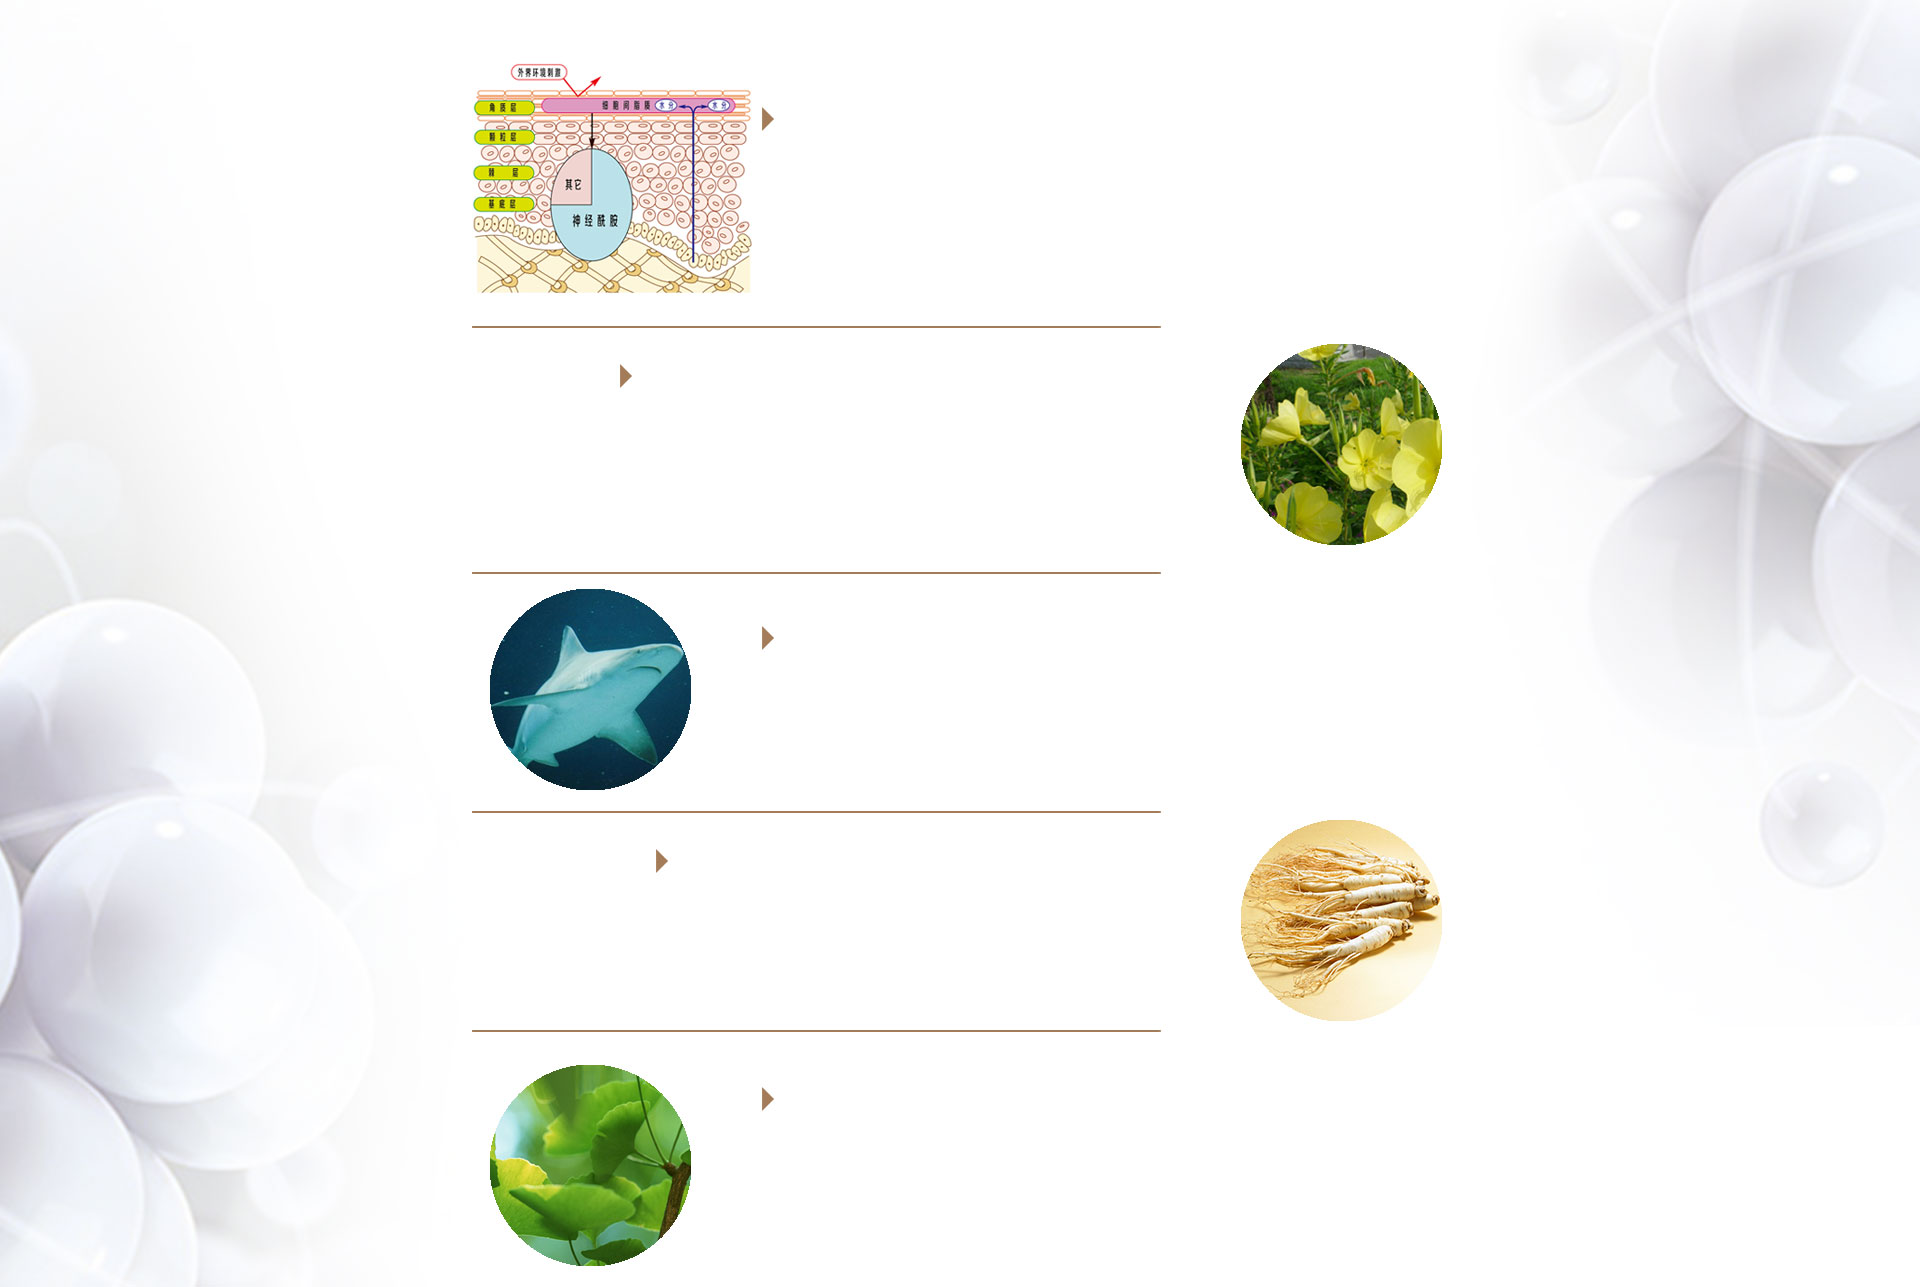 外界环境刺激
角质层
细胞间脂质 水分 水分
颗粒层
棘层
其它
基底层
神经酰胺